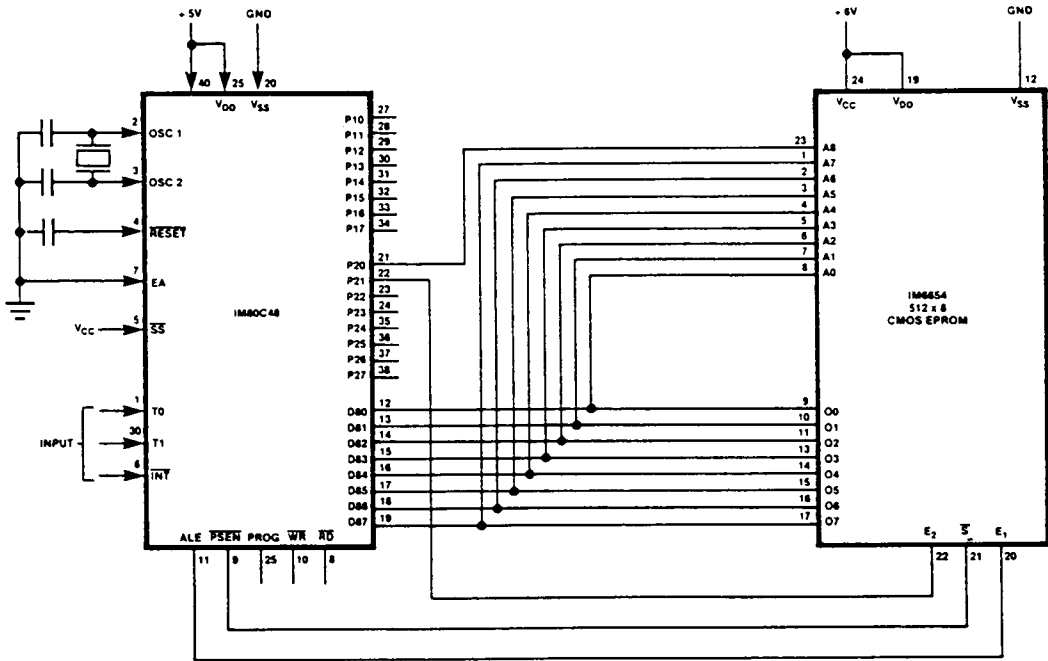 +5V
GND
+6V
GND
40
25
20
24
19
12
VDD
VSS
VCC
VDD
VSS
2
OSC 1
3
OSC 2
4
RESET
7
EA
VCC
5
SS
1
T0
30
T1
6
INT
INPUT
IM80C48
P10
27
P11
28
P12
29
P13
30
P14
31
P15
32
P16
33
P17
34
P20
21
P21
22
P22
23
P23
24
P24
35
P25
36
P26
37
P27
38
DB0
12
DB1
13
DB2
14
DB3
15
DB4
16
DB5
17
DB6
18
DB7
19
ALE
PSEN
PROG
WR
RD
11
9
25
10
8
23
A8
1
A7
2
A6
3
A5
4
A4
5
A3
6
A2
7
A1
8
A0
IM6654
512 x 8
CMOS EPROM
9
O0
10
O1
11
O2
13
O3
14
O4
15
O5
16
O6
17
O7
E2
S
E1
22
21
20